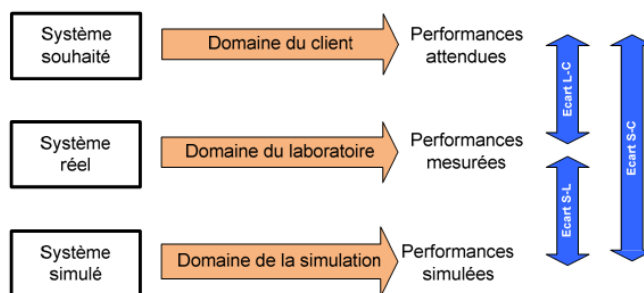 Système
souhaité
Domaine du client
Performances
attendues
Ecart L-C
Ecart S-C
Système
réel
Domaine du laboratoire
Performances
mesurées
Ecart S-L
Système
simulé
Domaine de la simulation
Performances
simulées